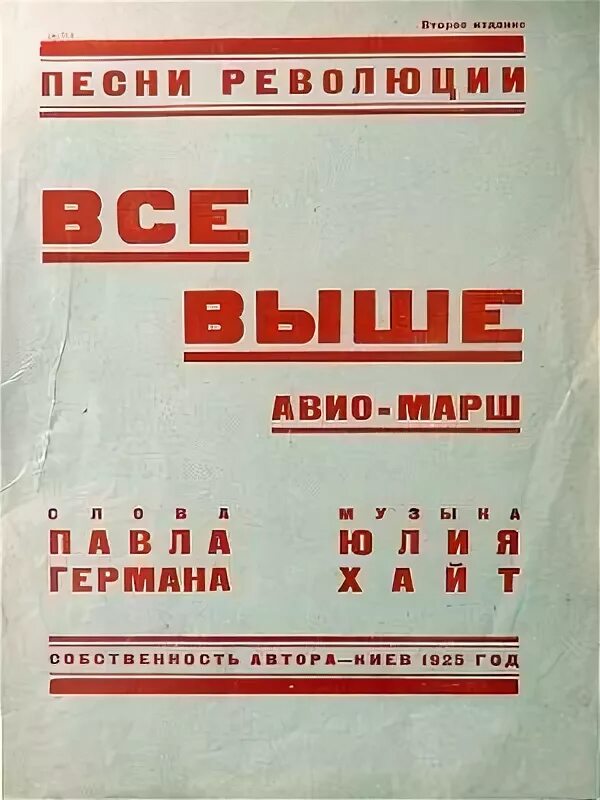 Второе издание
ПЕСНИ РЕВОЛЮЦИИ
ВСЕ
ВЫШЕ
АВИО-МАРШ
СЛОВА
ПАВЛА
ГЕРМАНА
МУЗЫКА
ЮЛИЯ
ХАЙТ
СОБСТВЕННОСТЬ АВТОРА—КИЕВ 1925 ГОД